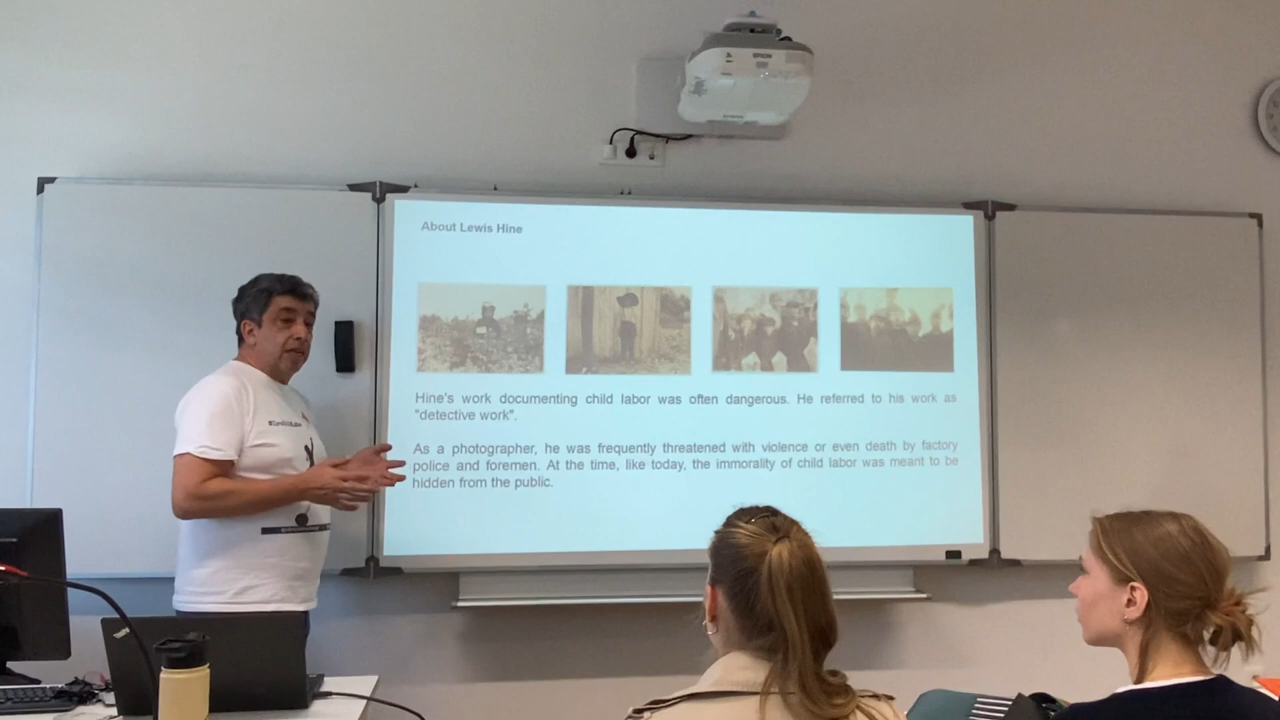 EPSON
About Lewis Hine
Hine's work documenting child labor was often dangerous. He referred to his work as
"detective work".
As a photographer, he was frequently threatened with violence or even death by factory
police and foremen. At the time, like today, the immorality of child labor was meant to be
hidden from the public.